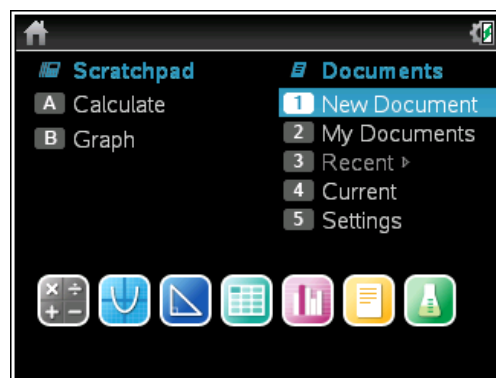 Scratchpad
A Calculate
B Graph
Documents
1 New Document
2 My Documents
3 Recent ▹
4 Current
5 Settings